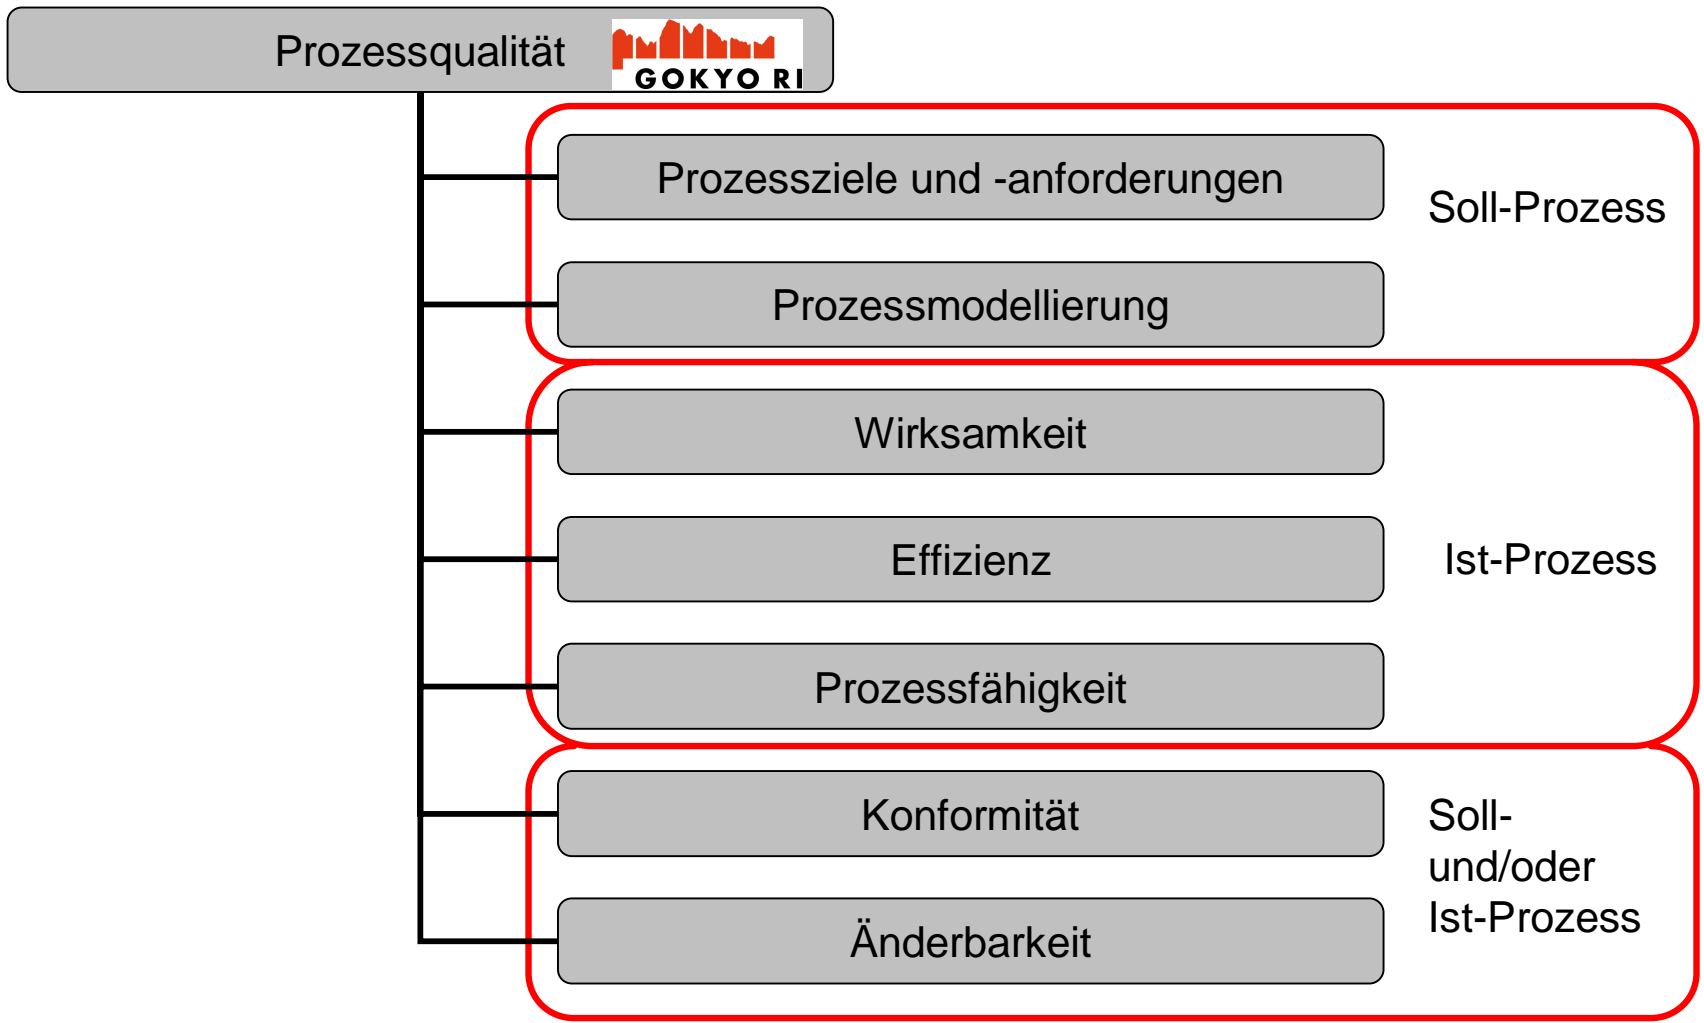 Prozessqualität
GOKYO RI
Prozessziele und -anforderungen
Soll-Prozess
Prozessmodellierung
Wirksamkeit
Effizienz
Ist-Prozess
Prozessfähigkeit
Konformität
Soll-
und/oder
Ist-Prozess
Änderbarkeit